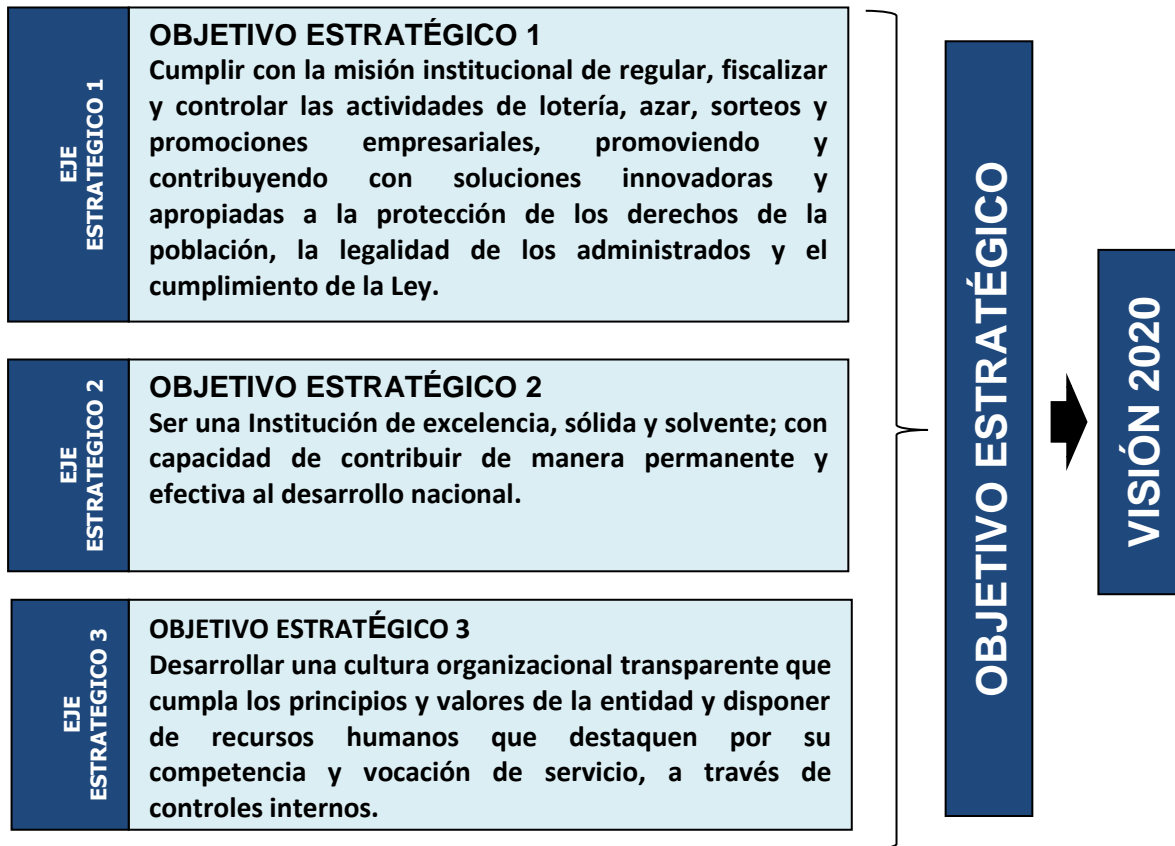 EJE
ESTRATEGICO 1
OBJETIVO ESTRATÉGICO 1
Cumplir con la misión institucional de regular, fiscalizar
y controlar las actividades de lotería, azar, sorteos y
promociones empresariales, promoviendo y
contribuyendo con soluciones innovadoras y
apropiadas a la protección de los derechos de la
población, la legalidad de los administrados y el
cumplimiento de la Ley.
EJE
ESTRATEGICO 2
OBJETIVO ESTRATÉGICO 2
Ser una Institución de excelencia, sólida y solvente; con
capacidad de contribuir de manera permanente y
efectiva al desarrollo nacional.
EJE
ESTRATEGICO 3
OBJETIVO ESTRATÉGICO 3
Desarrollar una cultura organizacional transparente que
cumpla los principios y valores de la entidad y disponer
de recursos humanos que destaquen por su
competencia y vocación de servicio, a través de
controles internos.
OBJETIVO ESTRATÉGICO
VISIÓN 2020